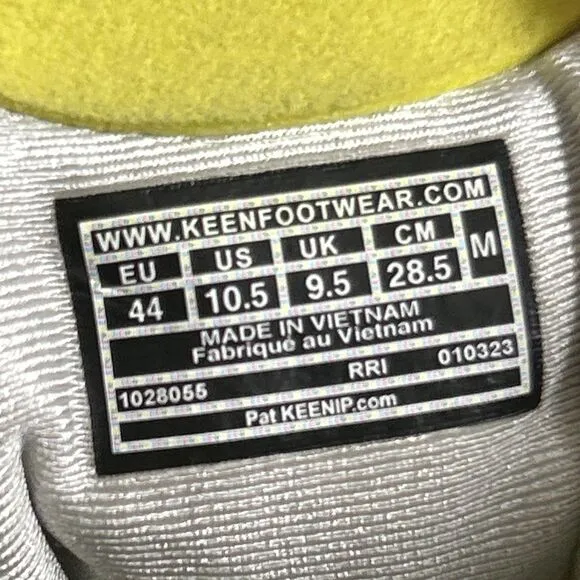 WWW.KEENFOOTWEAR.COM
EU US UK CM M
44 10.5 9.5 28.5
MADE IN VIETNAM
Fabriqué au Vietnam
1028055 RRI 010323
Pat KEENIP.com